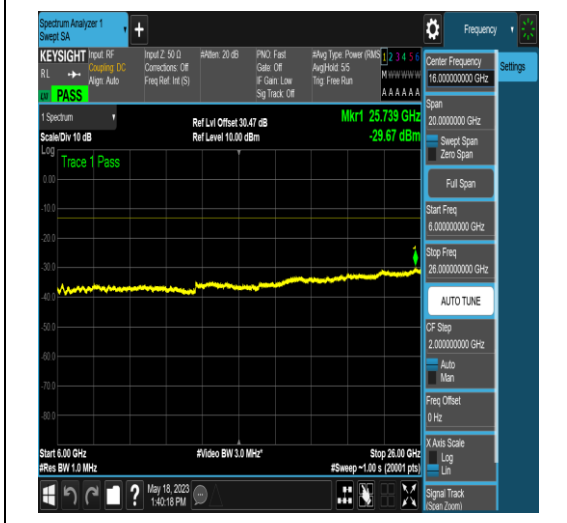 Spectrum Analyzer 1
Swept SA
+
Frequency
KEYSIGHT
RL
PASS
Input: RF
Coupling: DC
Align: Auto
Input Z: 50 Ω
Corrections: Off
Freq Ref: Int (S)
#Atten: 20 dB
PNO: Fast
Gate: Off
IF Gain: Low
Sig Track: Off
#Avg Type: Power (RMS
Avg|Hold: 5/5
Trig: Free Run
1 2 3 4 5 6
M W W W W W
A A A A A A
1 Spectrum
Scale/Div 10 dB
Ref Lvl Offset 30.47 dB
Ref Level 10.00 dBm
Mkr1 25.739 GHz
-29.67 dBm
Log
Trace 1 Pass
0.00
-10.0
-20.0
-30.0
-40.0
-50.0
-60.0
-70.0
-80.0
1
Start 6.00 GHz
#Res BW 1.0 MHz
#Video BW 3.0 MHz*
Stop 26.00 GHz
#Sweep ~1.00 s (20001 pts)
?
May 18, 2023
1:40:18 PM
Center Frequency
16.000000000 GHz
Settings
Span
20.0000000 GHz
Swept Span
Zero Span
Full Span
Start Freq
6.000000000 GHz
Stop Freq
26.000000000 GHz
AUTO TUNE
CF Step
2.000000000 GHz
Auto
Man
Freq Offset
0 Hz
X Axis Scale
Log
Lin
Signal Track
(Span Zoom)